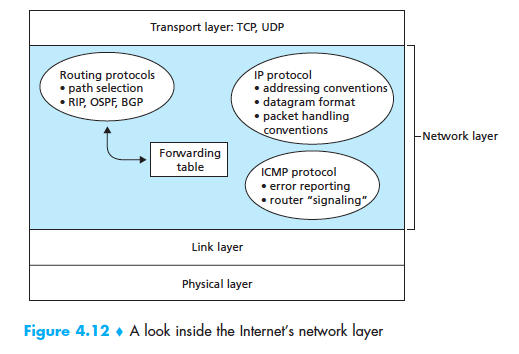 Transport layer: TCP, UDP
Routing protocols
• path selection
• RIP, OSPF, BGP
IP protocol
• addressing conventions
• datagram format
• packet handling
conventions
Network layer
Forwarding
table
ICMP protocol
• error reporting
• router “signaling”
Link layer
Physical layer
Figure 4.12 ♦ A look inside the Internet’s network layer